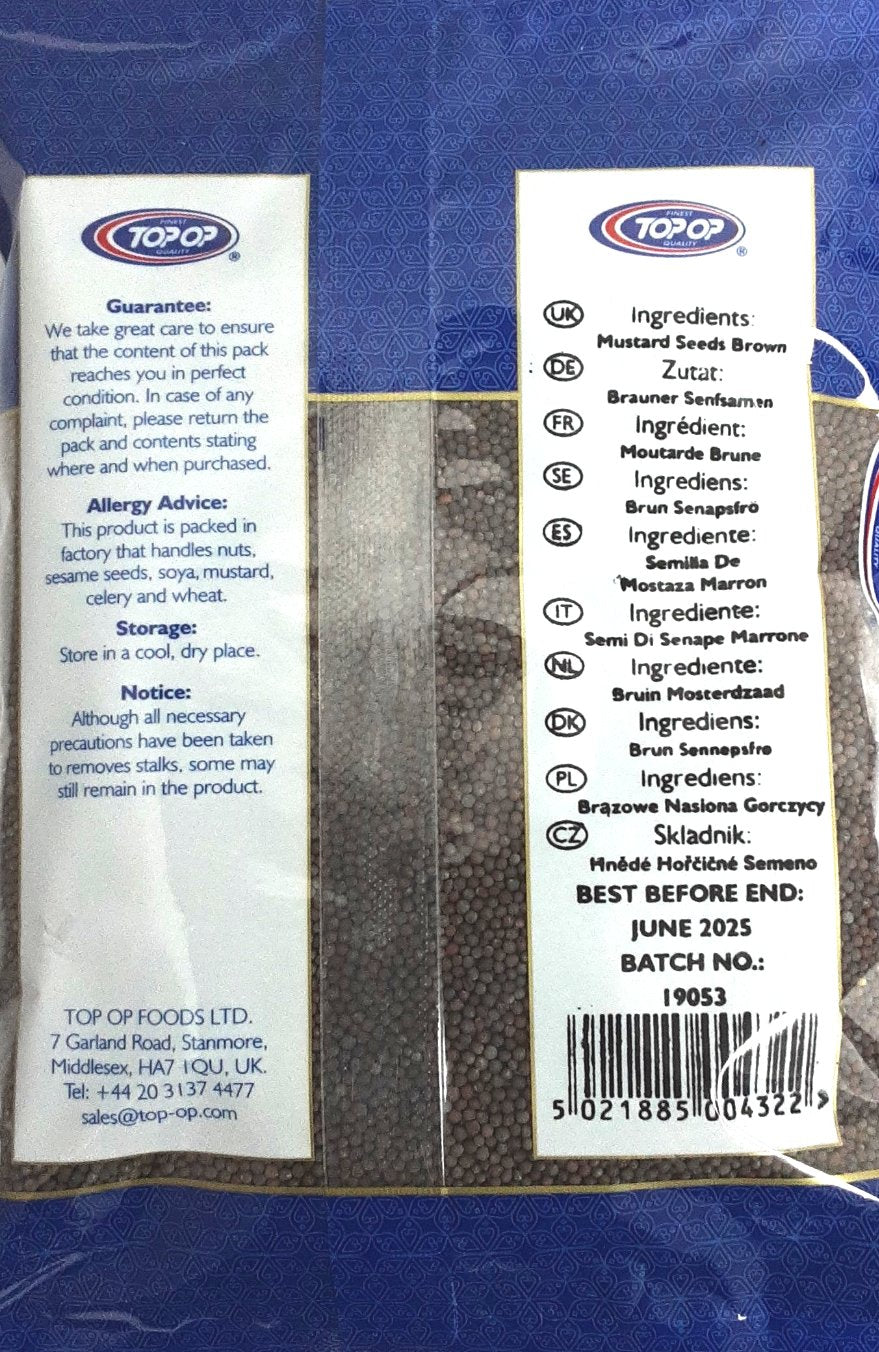 FINEST
TOP OP
QUALITY
®
Guarantee:
We take great care to ensure
that the content of this pack
reaches you in perfect
condition. In case of any
complaint, please return the
pack and contents stating
where and when purchased.
Allergy Advice:
This product is packed in
factory that handles nuts,
sesame seeds, soya, mustard,
celery and wheat.
Storage:
Store in a cool, dry place.
Notice:
Although all necessary
precautions have been taken
to removes stalks, some may
still remain in the product.
TOP OP FOODS LTD.
7 Garland Road, Stanmore,
Middlesex, HA7 1QU, UK.
Tel: +44 20 3137 4477
sales@top-op.com
FINEST
TOP OP
QUALITY
®
UK Ingredients:
Mustard Seeds Brown
DE Zutat:
Brauner Senfsamen
FR Ingrédient:
Moutarde Brune
SE Ingrediens:
Brun Senapsfrö
ES Ingrediente:
Semilla De
Mostaza Marron
IT Ingrediente:
Semi Di Senape Marrone
NL Ingrediente:
Bruin Mosterdzaad
DK Ingrediens:
Brun Sennepsfrø
PL Ingrediens:
Brązowe Nasiona Gorczycy
CZ Skladnik:
Hnědé Hořčičné Semeno
BEST BEFORE END:
JUNE 2025
BATCH NO.:
19053
5 021885 004322 >